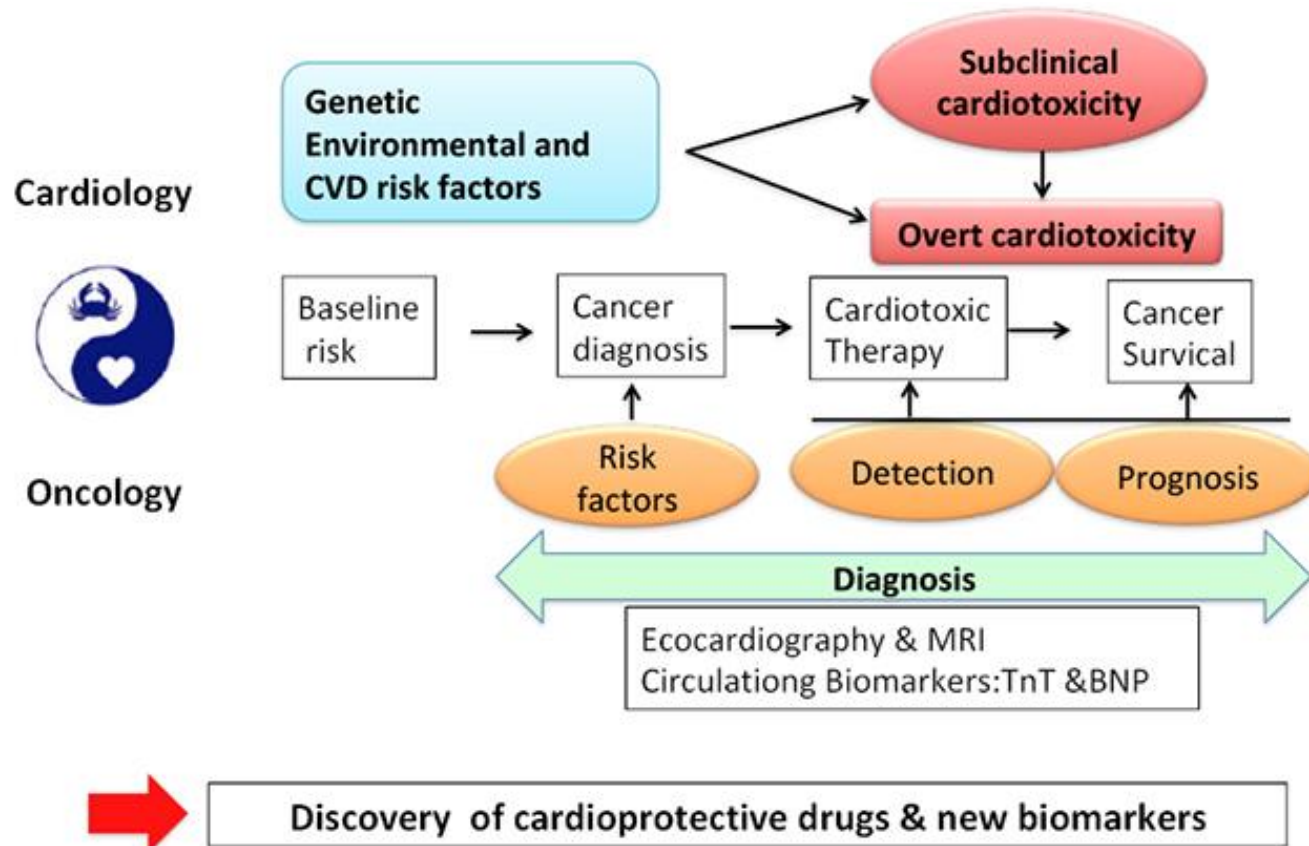 Subclinical
cardiotoxicity
Genetic
Environmental and
CVD risk factors
Cardiology
Overt cardiotoxicity
Baseline
risk
Cancer
diagnosis
Cardiotoxic
Therapy
Cancer
Survical
Oncology
Risk
factors
Detection
Prognosis
Diagnosis
Ecocardiography & MRI
Circulationg Biomarkers:TnT &BNP
Discovery of cardioprotective drugs & new biomarkers